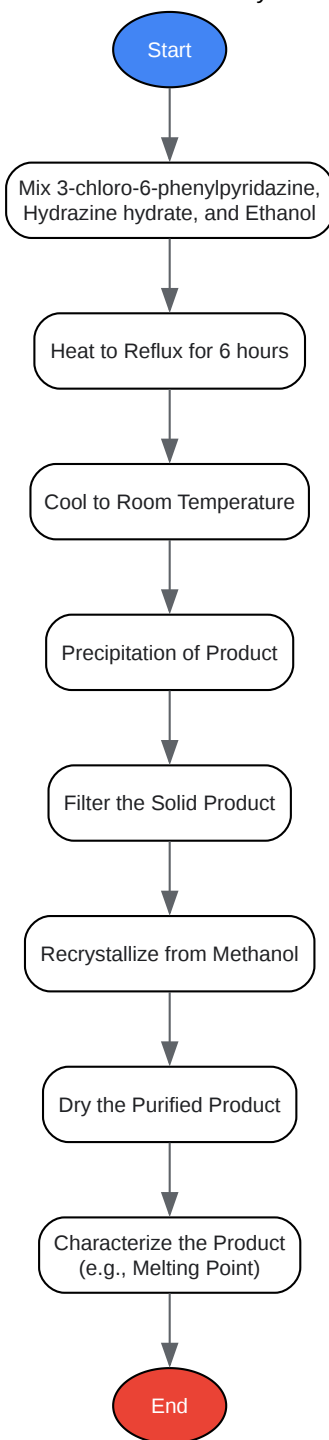 Start
Mix 3-chloro-6-phenylpyridazine,
Hydrazine hydrate, and Ethanol
Heat to Reflux for 6 hours
Cool to Room Temperature
Precipitation of Product
Filter the Solid Product
Recrystallize from Methanol
Dry the Purified Product
Characterize the Product
(e.g., Melting Point)
End